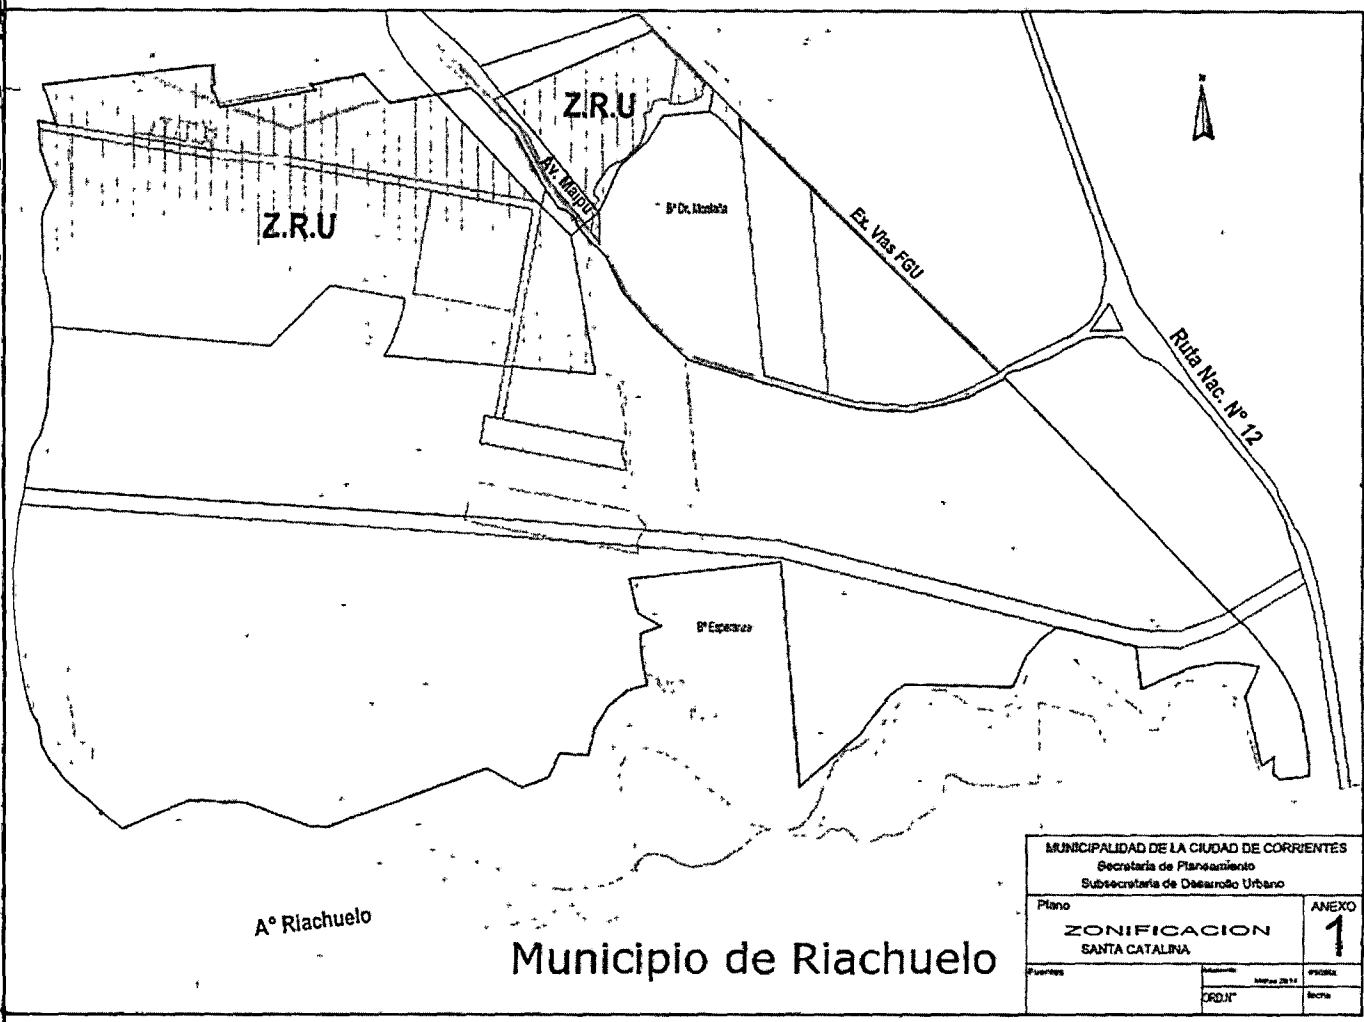 N
Z.R.U
Av. Maipu
Bº Dr. Montaña
Z.R.U
Ex. Vias FGU
Ruta Nac. Nº 12
Bº Esperanza
Aº Riachuelo
Municipio de Riachuelo
MUNICIPALIDAD DE LA CIUDAD DE CORRIENTES
Secretaria de Planeamiento
Subsecretaria de Desarrollo Urbano
Plano
ZONIFICACION
SANTA CATALINA
ANEXO
1
Fuentes
escala
ORD.Nº
fecha